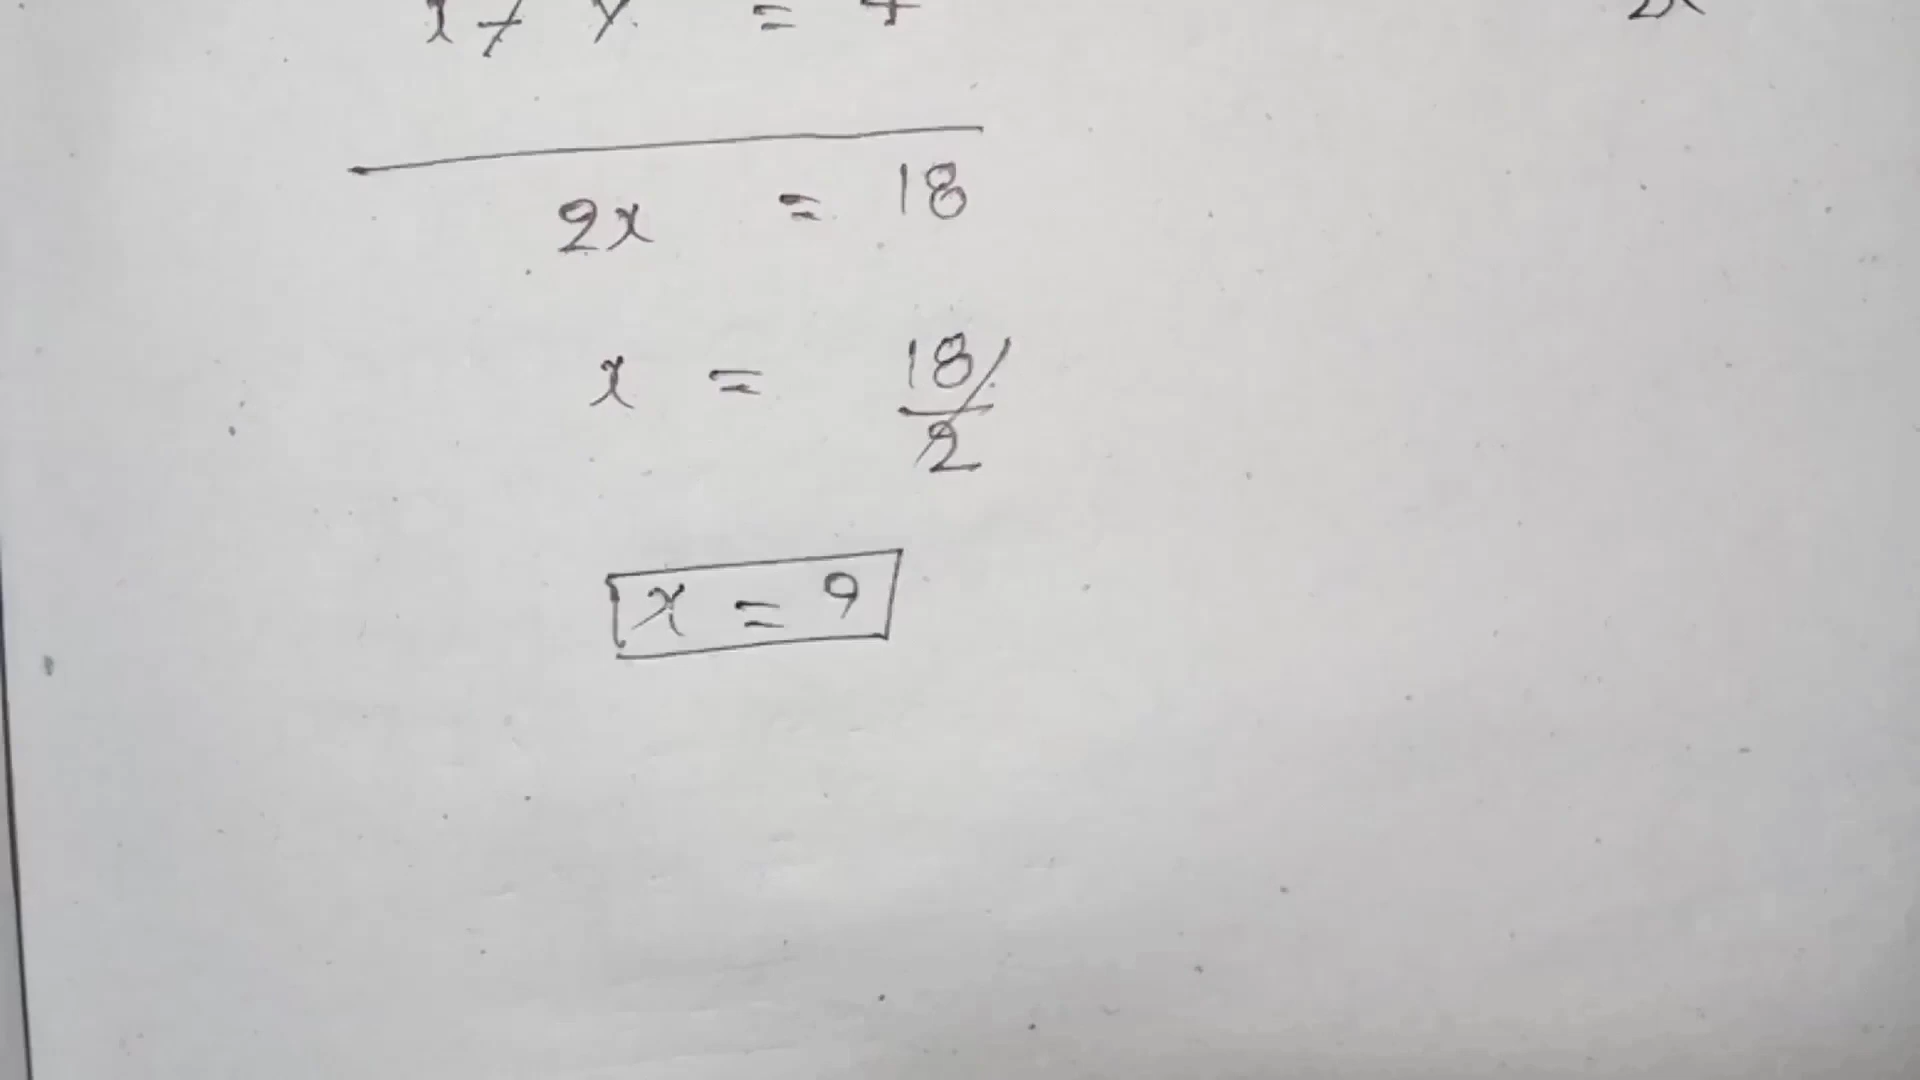 2x = 18
x = 18/2
x = 9